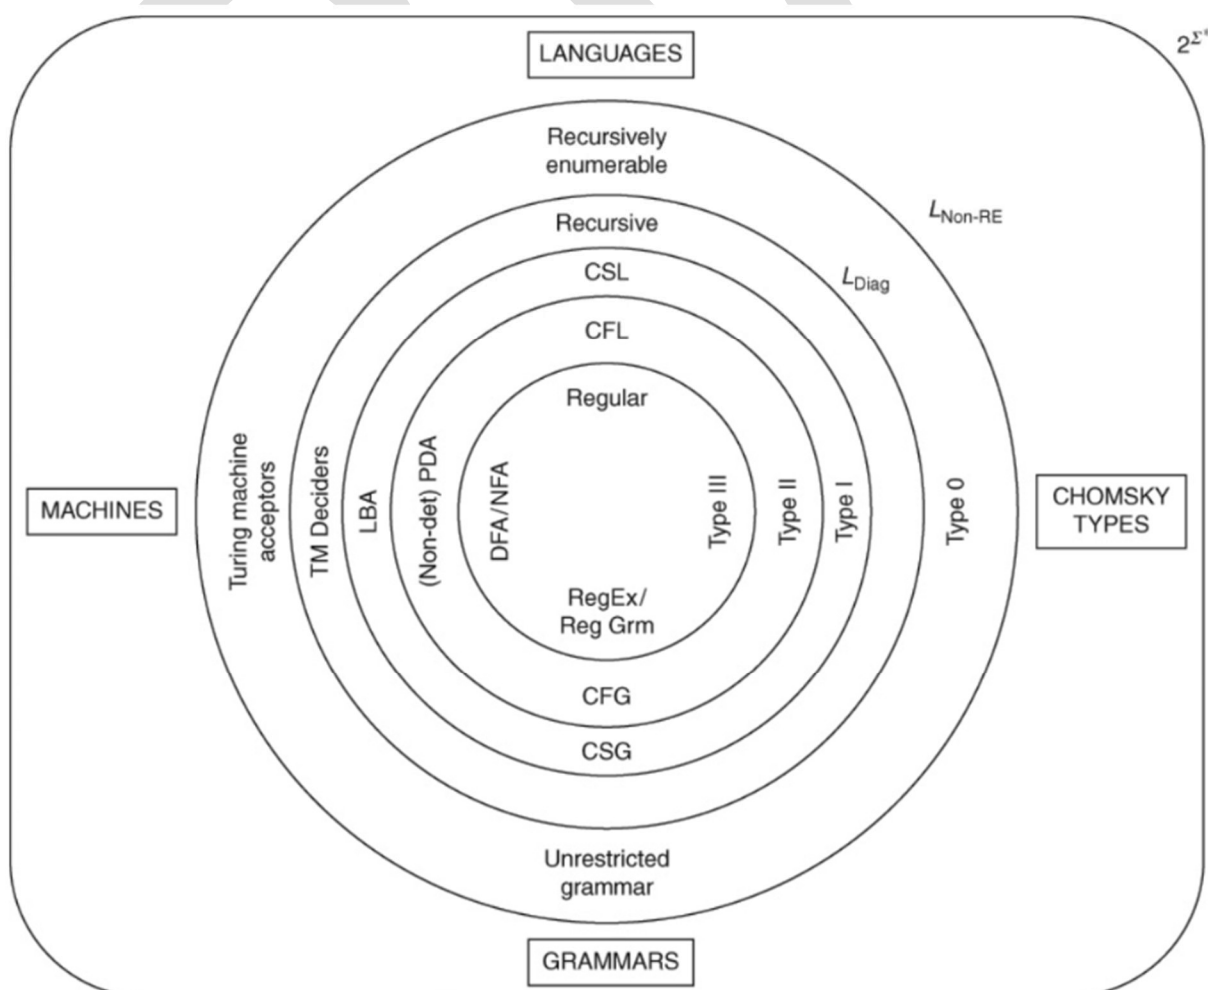 LANGUAGES
2^Σ*
Recursively
enumerable
L_Non-RE
Recursive
CSL
L_Diag
CFL
Regular
MACHINES
Turing machine
acceptors
TM Deciders
LBA
(Non-det) PDA
DFA/NFA
Type III
Type II
Type I
Type 0
CHOMSKY
TYPES
RegEx/
Reg Grm
CFG
CSG
Unrestricted
grammar
GRAMMARS